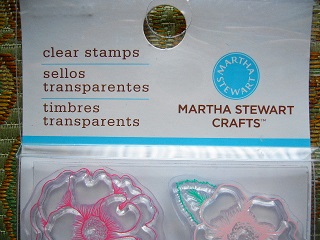 clear stamps
sellos
transparentes
timbres
transparents
MARTHA
STEWART
MARTHA STEWART
CRAFTS™